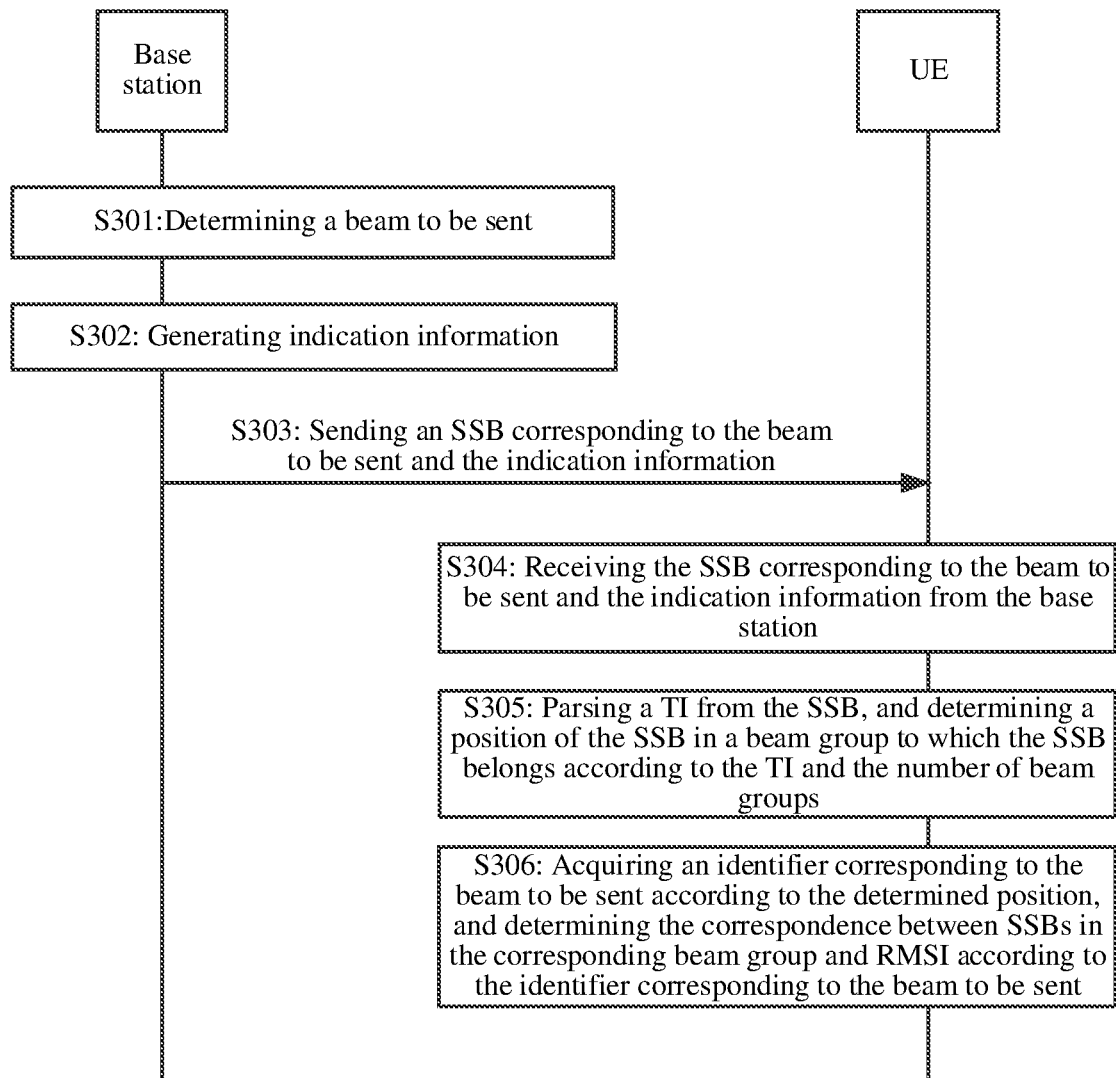 Base
station
UE
S301:Determining a beam to be sent
S302: Generating indication information
S303: Sending an SSB corresponding to the beam
to be sent and the indication information
S304: Receiving the SSB corresponding to the beam to
be sent and the indication information from the base
station
S305: Parsing a TI from the SSB, and determining a
position of the SSB in a beam group to which the SSB
belongs according to the TI and the number of beam
groups
S306: Acquiring an identifier corresponding to the
beam to be sent according to the determined position,
and determining the correspondence between SSBs in
the corresponding beam group and RMSI according to
the identifier corresponding to the beam to be sent